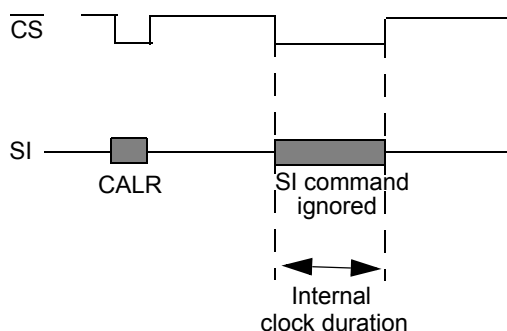 CS
SI
CALR
SI command
ignored
Internal
clock duration